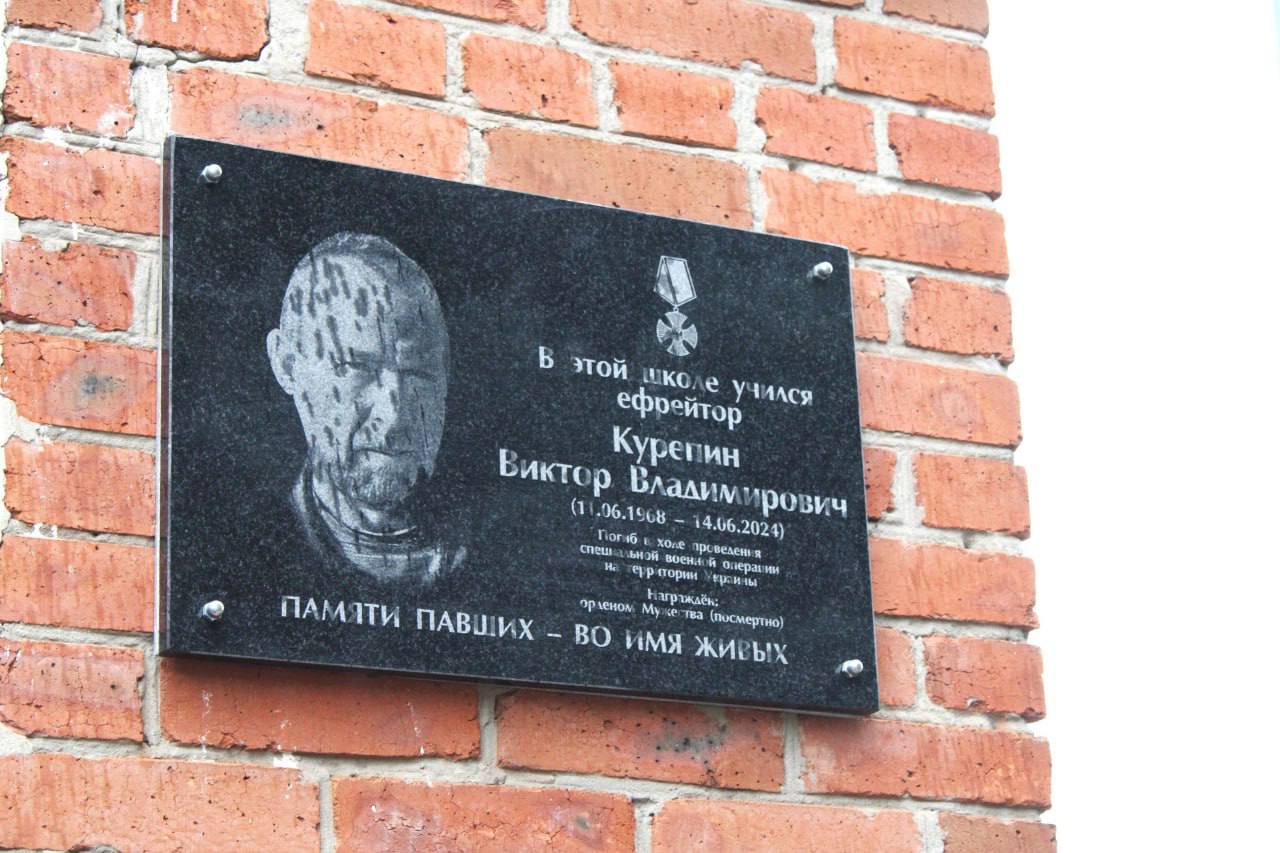 В этой школе учился
ефрейтор
Курепин
Виктор Владимирович
(11.06.1968 – 14.06.2024)
Погиб в ходе проведения
специальной военной операции
на территории Украины
Награждён:
орденом Мужества (посмертно)
ПАМЯТИ ПАВШИХ – ВО ИМЯ ЖИВЫХ